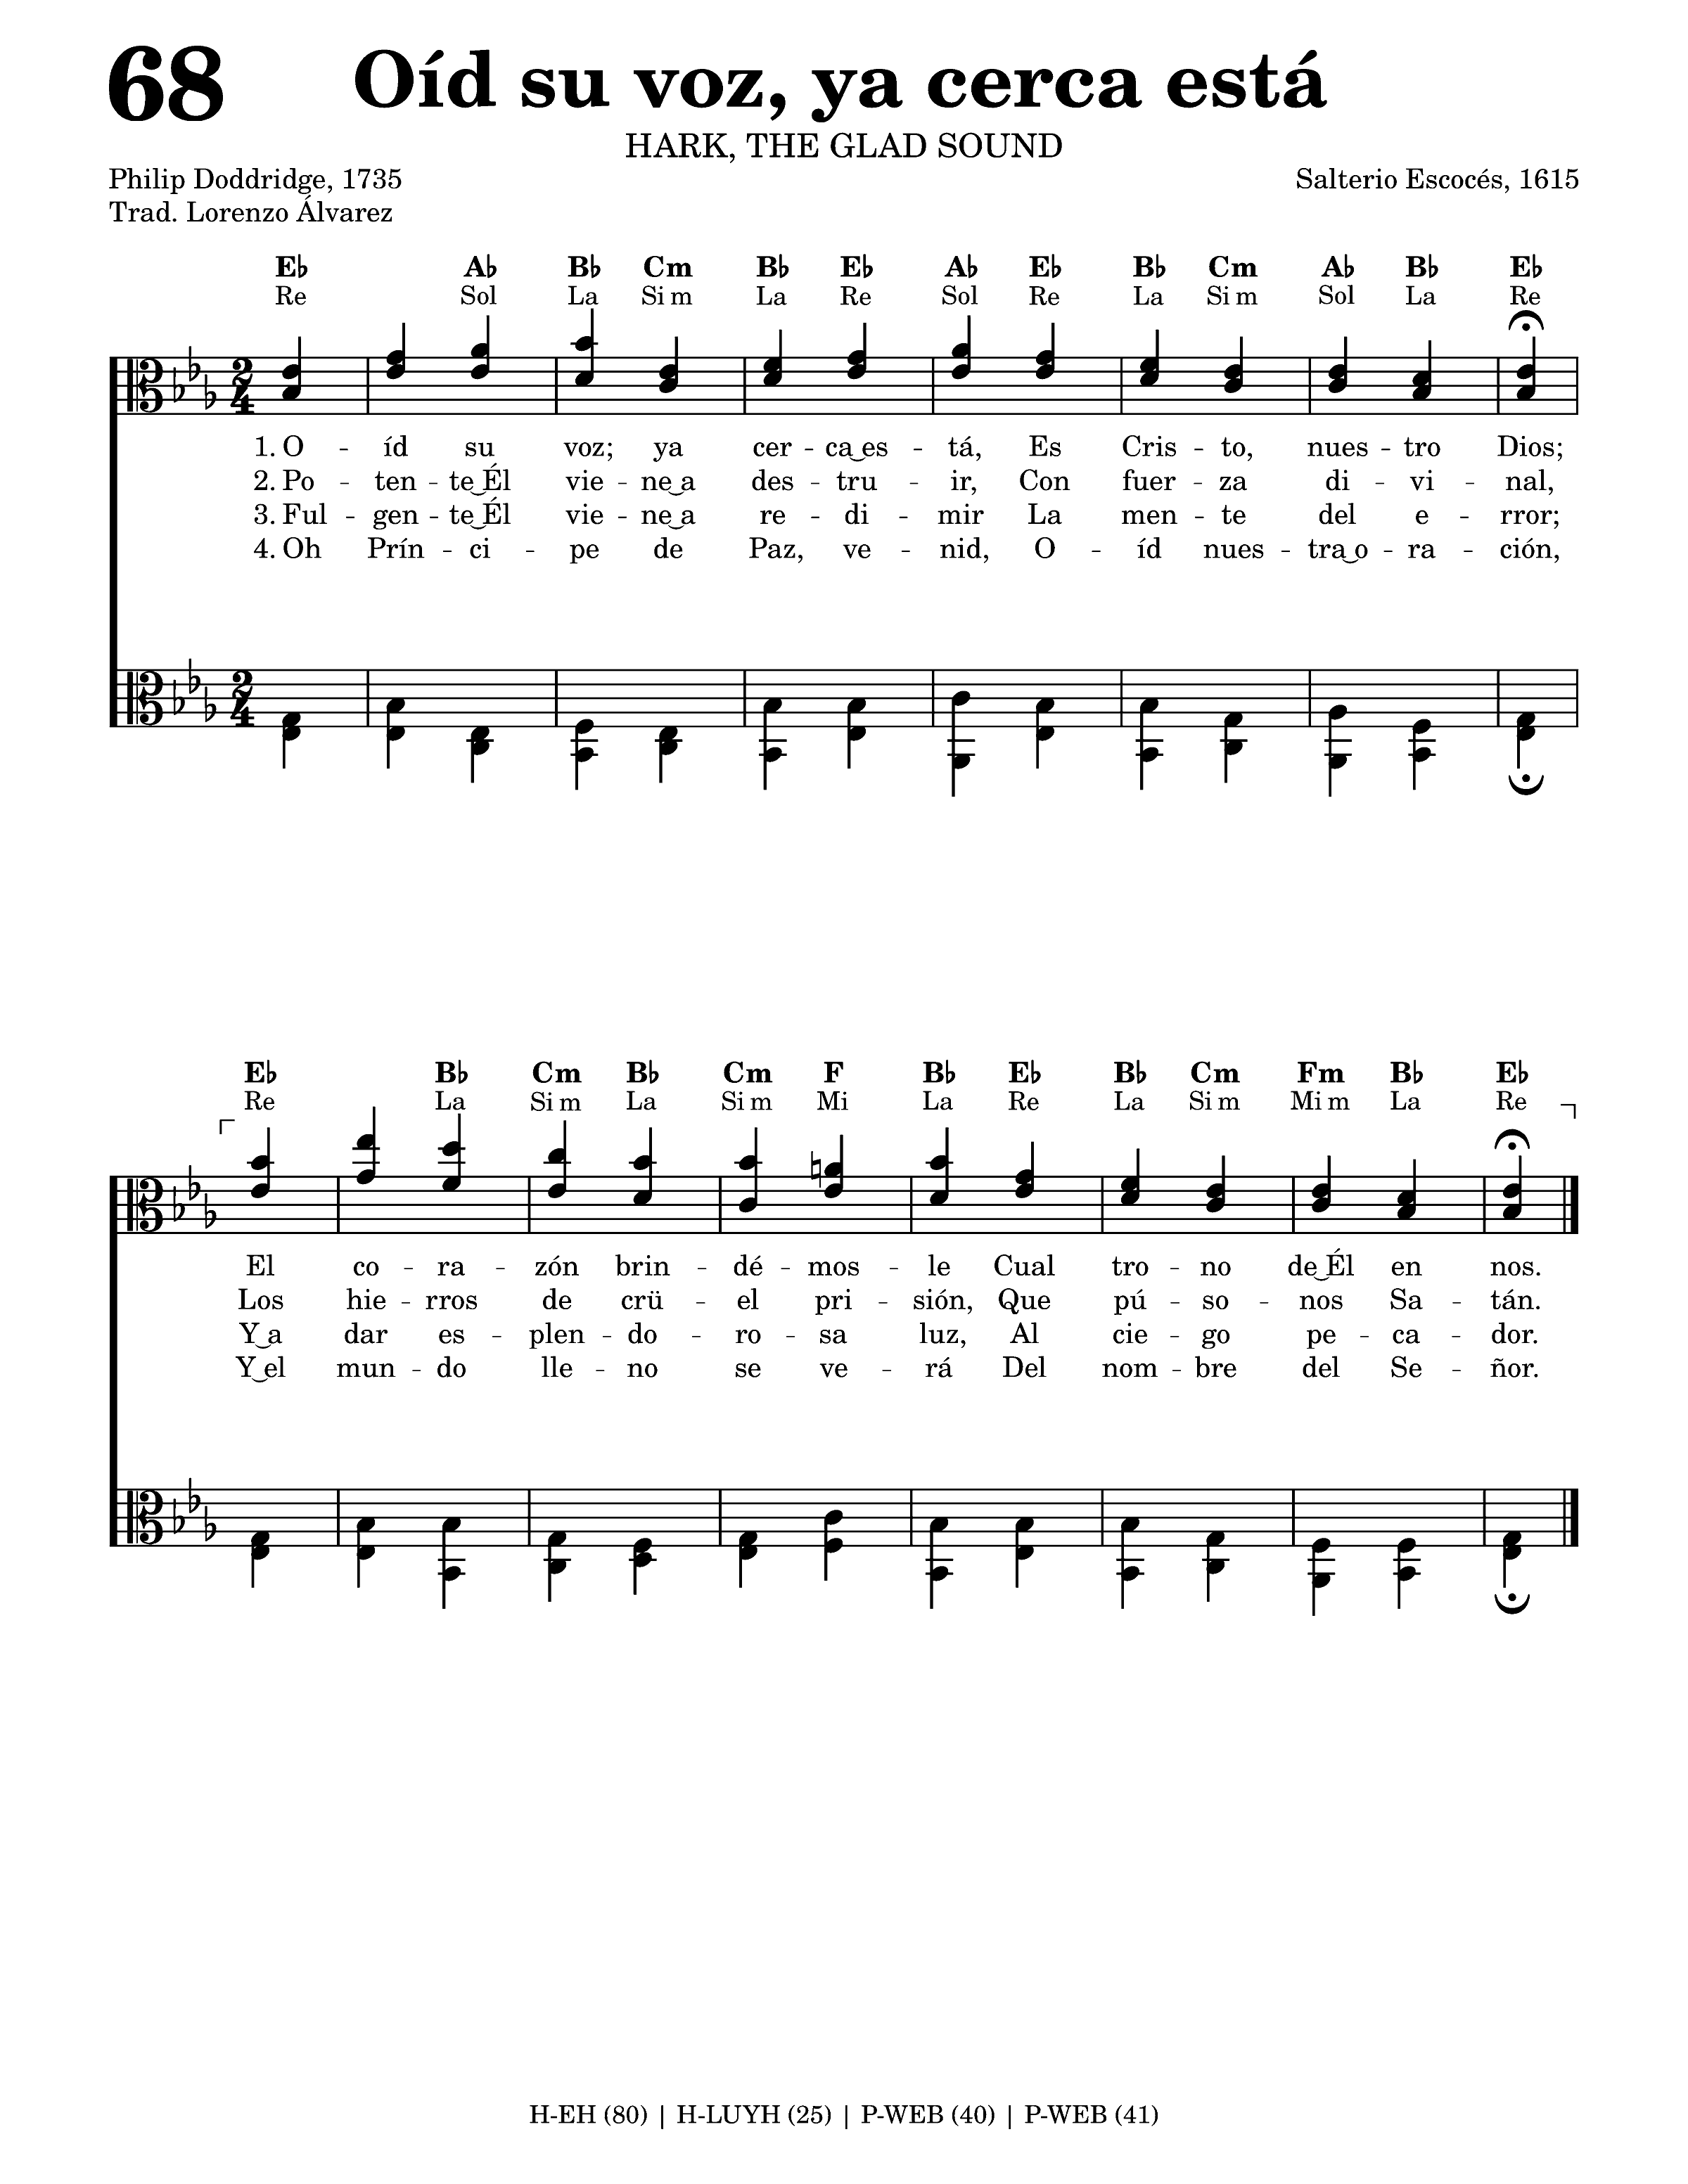 68 Oíd su voz, ya cerca está
HARK, THE GLAD SOUND
Philip Doddridge, 1735 Salterio Escocés, 1615
Trad. Lorenzo Álvarez
E♭ A♭ B♭ Cm B♭ E♭ A♭ E♭ B♭ Cm A♭ B♭ E♭
Re Sol La Si m La Re Sol Re La Si m Sol La Re
2/4
1. O - íd su voz; ya cer - ca‿es - tá, Es Cris - to, nues - tro Dios;
2. Po - ten - te‿Él vie - ne‿a des - tru - ir, Con fuer - za di - vi - nal,
3. Ful - gen - te‿Él vie - ne‿a re - di - mir La men - te del e - rror;
4. Oh Prín - ci - pe de Paz, ve - nid, O - íd nues - tra‿o - ra - ción,
2/4
E♭ B♭ Cm B♭ Cm F B♭ E♭ B♭ Cm Fm B♭ E♭
Re La Si m La Si m Mi La Re La Si m Mi m La Re
El co - ra - zón brin - dé - mos - le Cual tro - no de‿Él en nos.
Los hie - rros de crü - el pri - sión, Que pú - so - nos Sa - tán.
Y‿a dar es - plen - do - ro - sa luz, Al cie - go pe - ca - dor.
Y‿el mun - do lle - no se ve - rá Del nom - bre del Se - ñor.
H-EH (80) | H-LUYH (25) | P-WEB (40) | P-WEB (41)